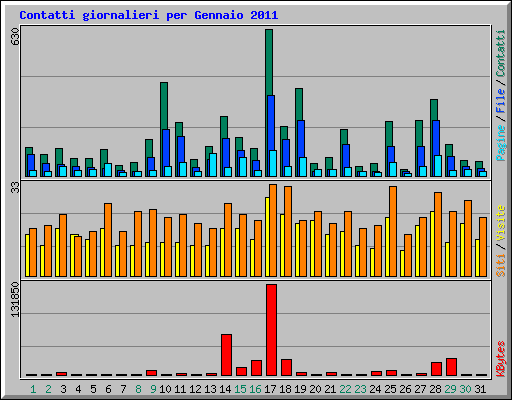 Contatti giornalieri per Gennaio 2011
630
Pagine / File / Contatti
33
Siti / Visite
131850
KBytes
1 2 3 4 5 6 7 8 9 10 11 12 13 14 15 16 17 18 19 20 21 22 23 24 25 26 27 28 29 30 31